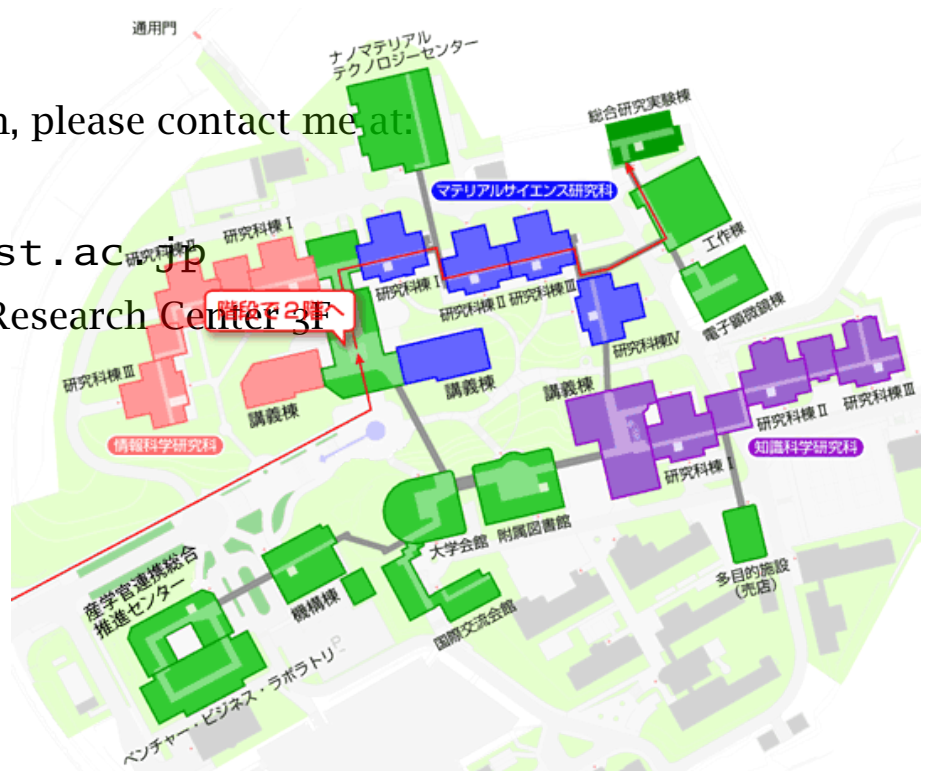 通用門
ナノマテリアル
テクノロジーセンター
総合研究実験棟
n, please contact me at:
マテリアルサイエンス研究科
工作棟
研究科棟Ⅰ
研究科棟Ⅱ
st.ac.jp
研究科棟Ⅰ
研究科棟Ⅱ
研究科棟Ⅲ
電子顕微鏡棟
Research Center 3F
階段で2階へ
研究科棟Ⅳ
研究科棟Ⅲ
講義棟
講義棟
講義棟
研究科棟Ⅱ
研究科棟Ⅲ
情報科学研究科
知識科学研究科
研究科棟Ⅰ
大学会館
附属図書館
産学官連携総合
推進センター
機構棟
国際交流会館
多目的施設
(売店)
ベンチャー・ビジネス・ラボラトリ
P